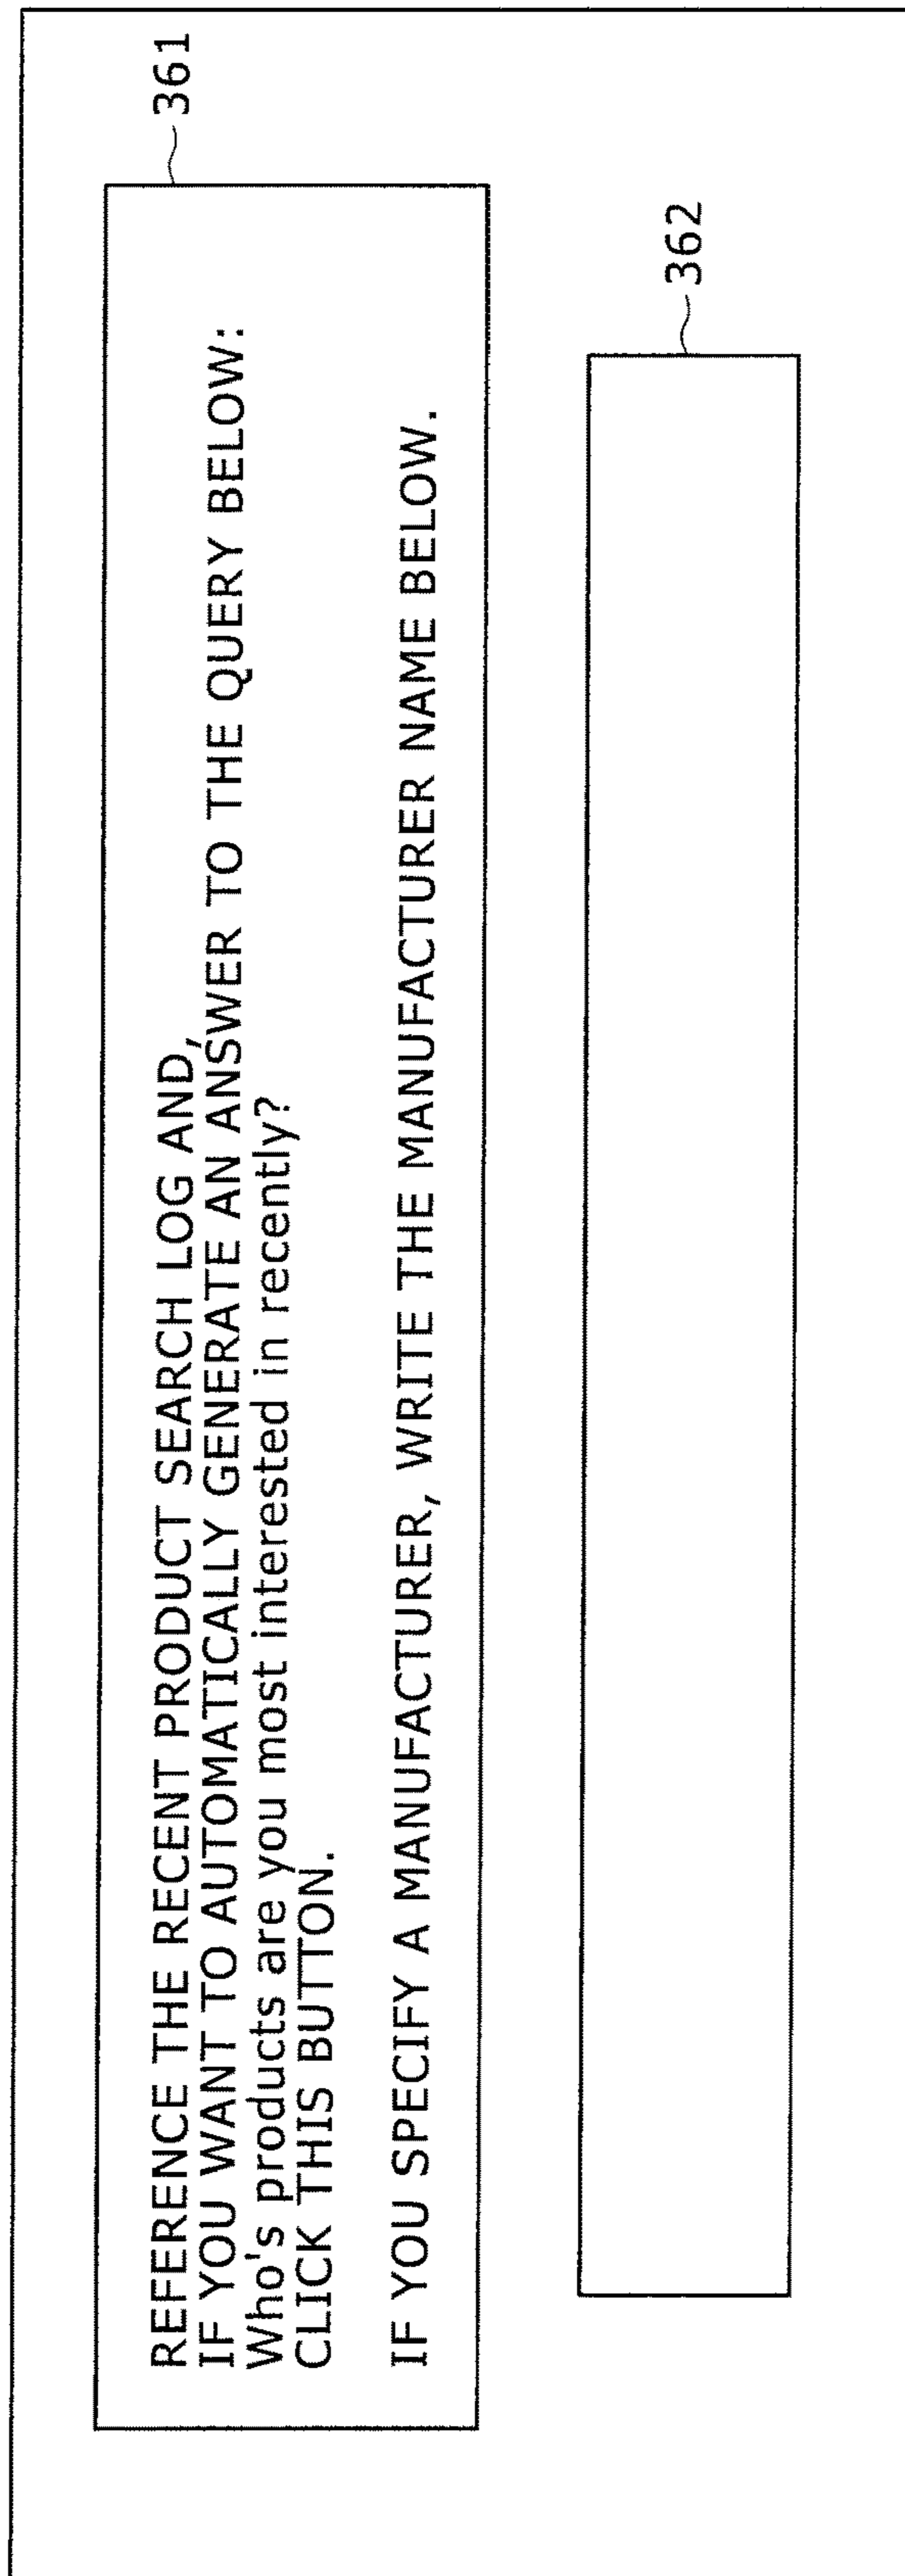 REFERENCE THE RECENT PRODUCT SEARCH LOG AND,
IF YOU WANT TO AUTOMATICALLY GENERATE AN ANSWER TO THE QUERY BELOW:
Who's products are you most interested in recently?
CLICK THIS BUTTON.
IF YOU SPECIFY A MANUFACTURER, WRITE THE MANUFACTURER NAME BELOW.
361
362